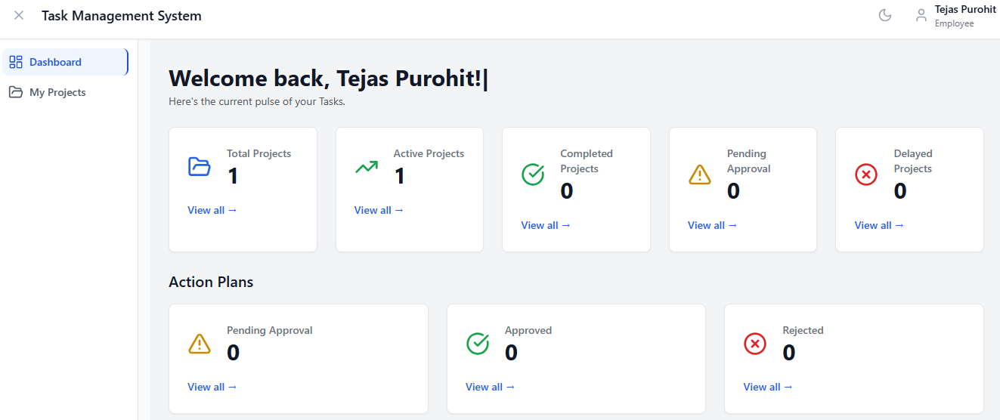 Task Management System
Tejas Purohit
Employee
Dashboard
My Projects
Welcome back, Tejas Purohit!|
Here's the current pulse of your Tasks.
Total Projects
1
View all →
Active Projects
1
View all →
Completed
Projects
0
View all →
Pending
Approval
0
View all →
Delayed
Projects
0
View all →
Action Plans
Pending Approval
0
View all →
Approved
0
View all →
Rejected
0
View all →